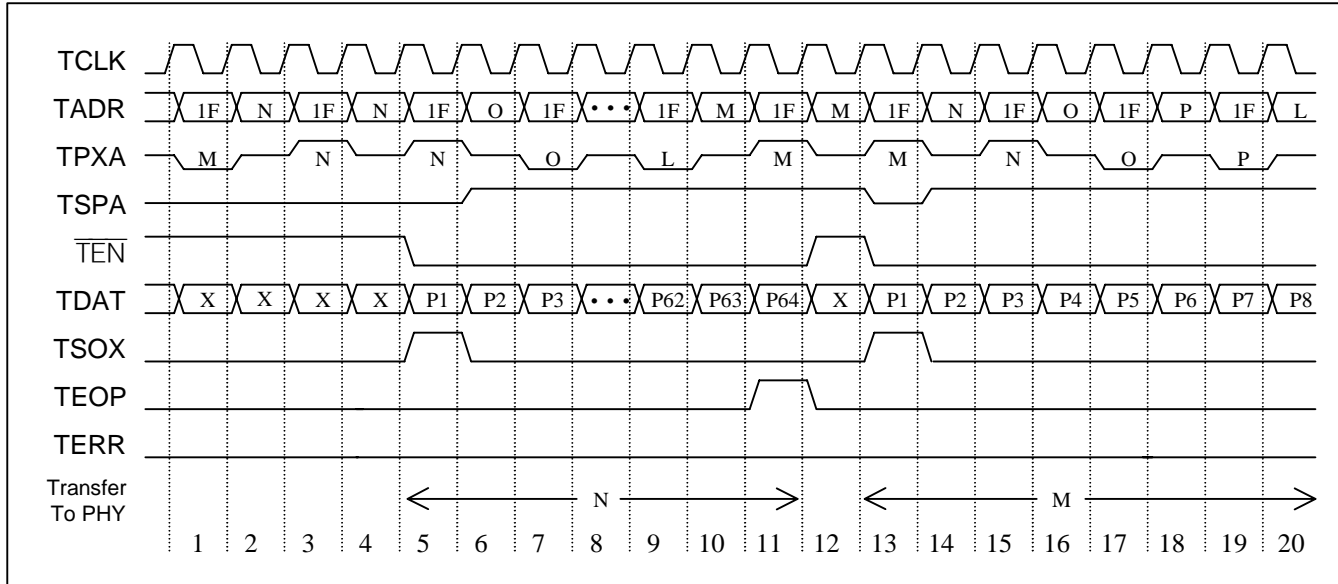 TCLK
TADR 1F N 1F N 1F O 1F ••• 1F M 1F M 1F N 1F O 1F P 1F L
TPXA M N N O L M M N O P
TSPA
TEN
TDAT X X X X P1 P2 P3 ••• P62 P63 P64 X P1 P2 P3 P4 P5 P6 P7 P8
TSOX
TEOP
TERR
Transfer
To PHY N M
1 2 3 4 5 6 7 8 9 10 11 12 13 14 15 16 17 18 19 20